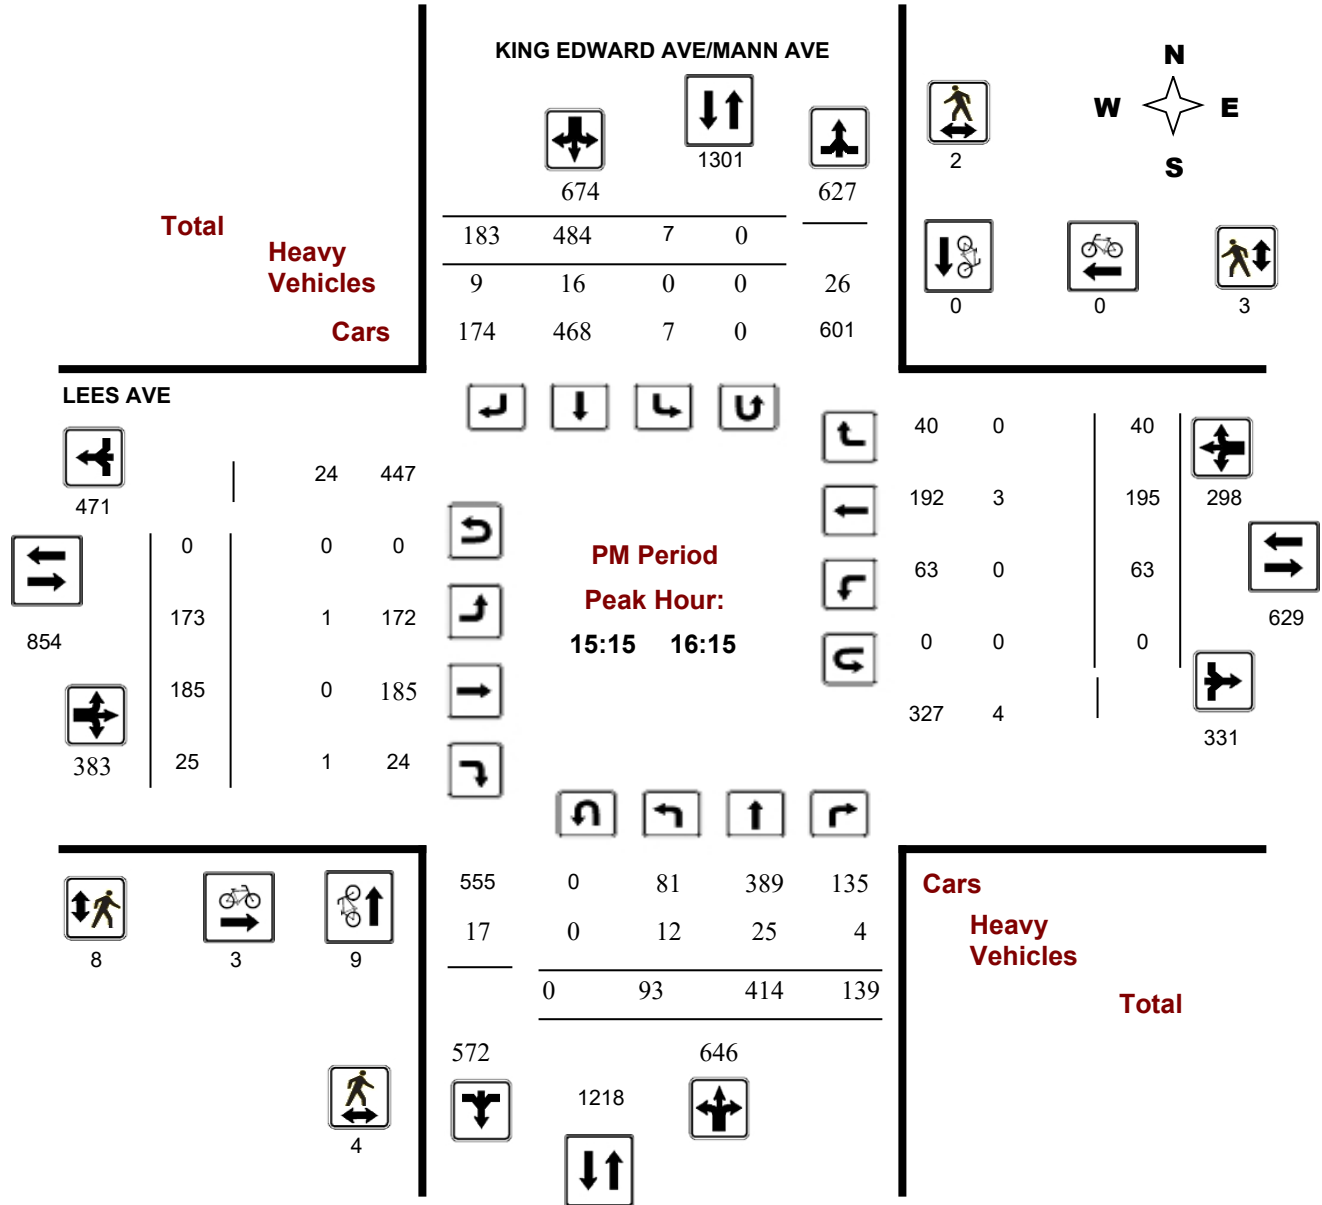 KING EDWARD AVE/MANN AVE
N
W E
S
1301
2
674 627
Total
183 484 7 0
Heavy
Vehicles
9 16 0 0 26
0 0 3
Cars
174 468 7 0 601
LEES AVE
40 0 40
24 447
471
192 3 195 298
0 0 0
PM Period
63 0 63
Peak Hour:
173 1 172
629
854
15:15 16:15
0 0 0
185 0 185
327 4
331
383 25 1 24
555 0 81 389 135
Cars
17 0 12 25 4
Heavy
Vehicles
8 3 9
0 93 414 139
Total
572 646
1218
4